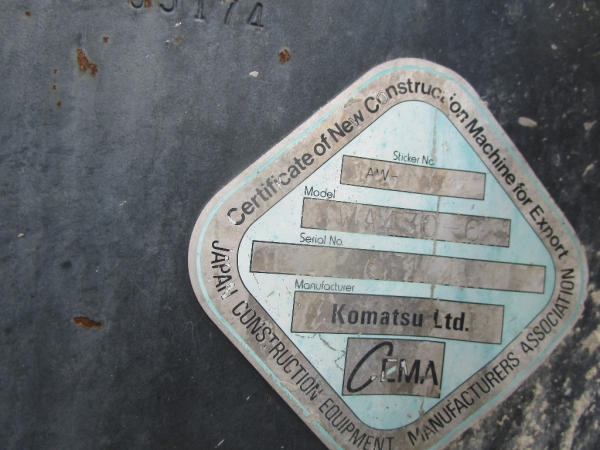 Certificate of New Construction Machine for Export
Sticker No.
AW-
Model
Serial No.
Manufacturer
Komatsu Ltd.
CEMA
JAPAN CONSTRUCTION EQUIPMENT MANUFACTURERS ASSOCIATION